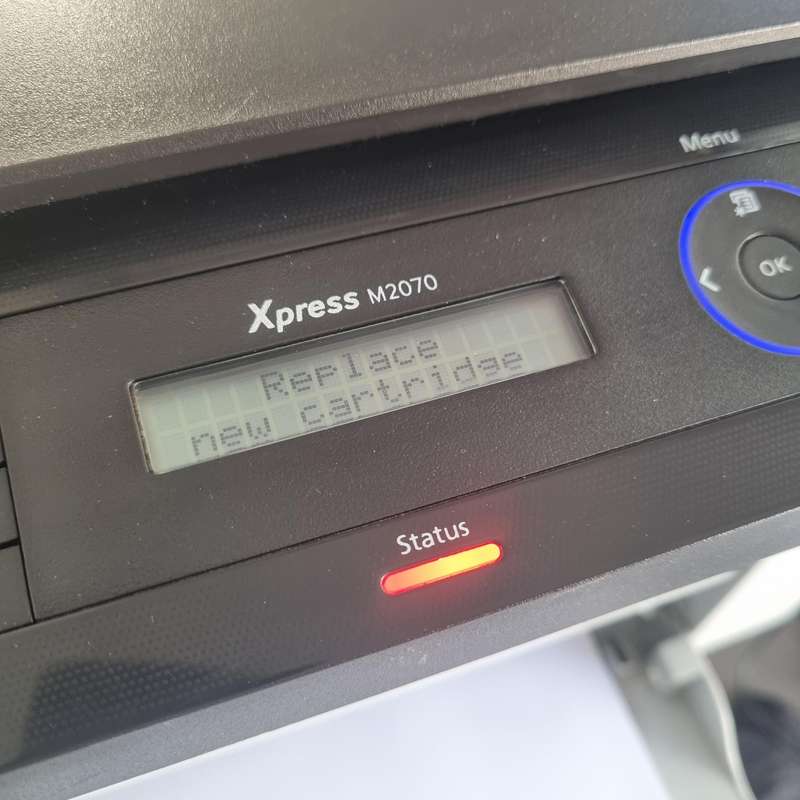 Menu
OK
Xpress M2070
Replace
new cartridge
Status